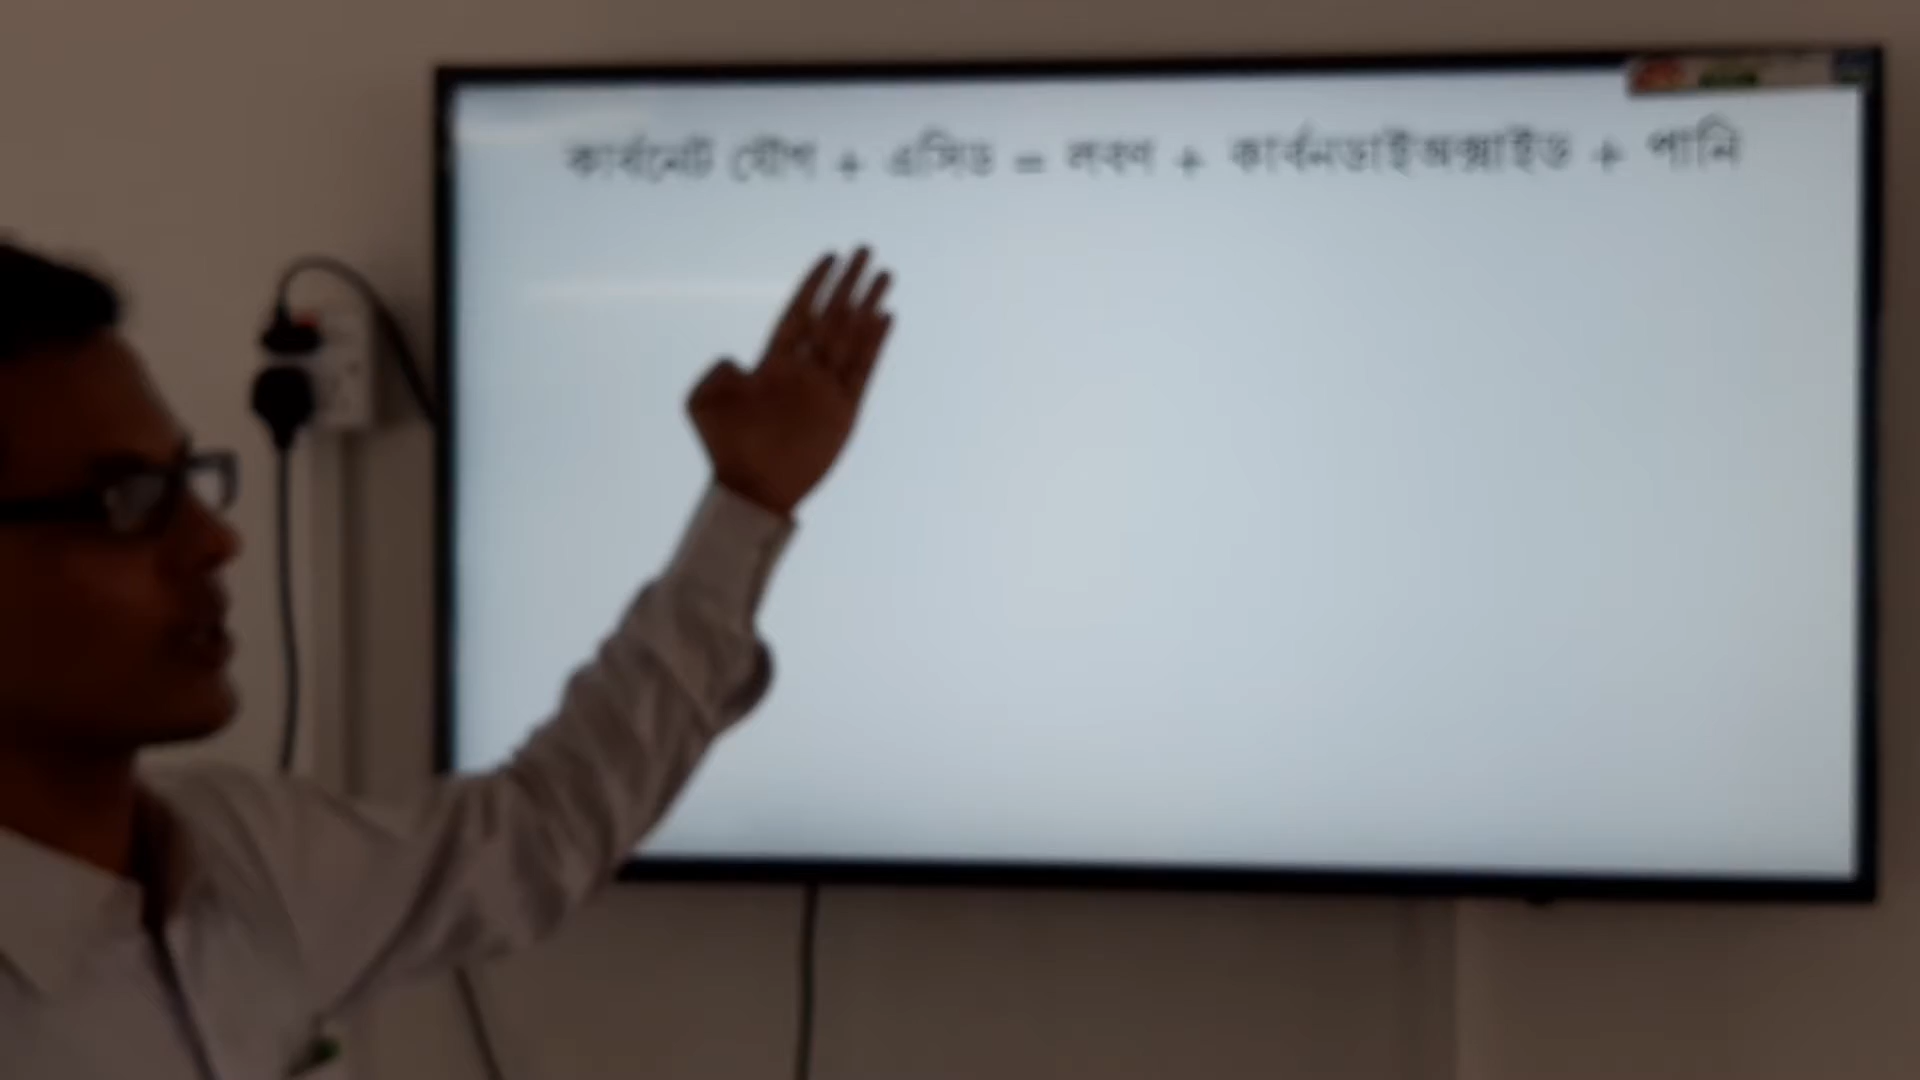 কার্বনেট যৌগ + এসিড = লবণ + কার্বনডাইঅক্সাইড + পানি